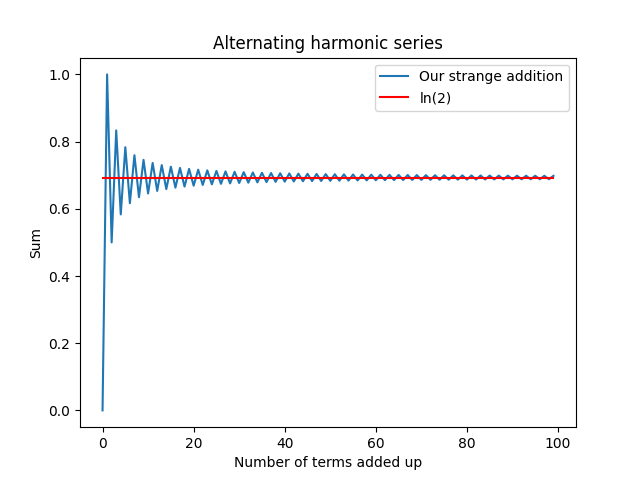 Alternating harmonic series
Our strange addition
ln(2)
1.0
0.8
0.6
0.4
0.2
0.0
Sum
0
20
40
60
80
100
Number of terms added up